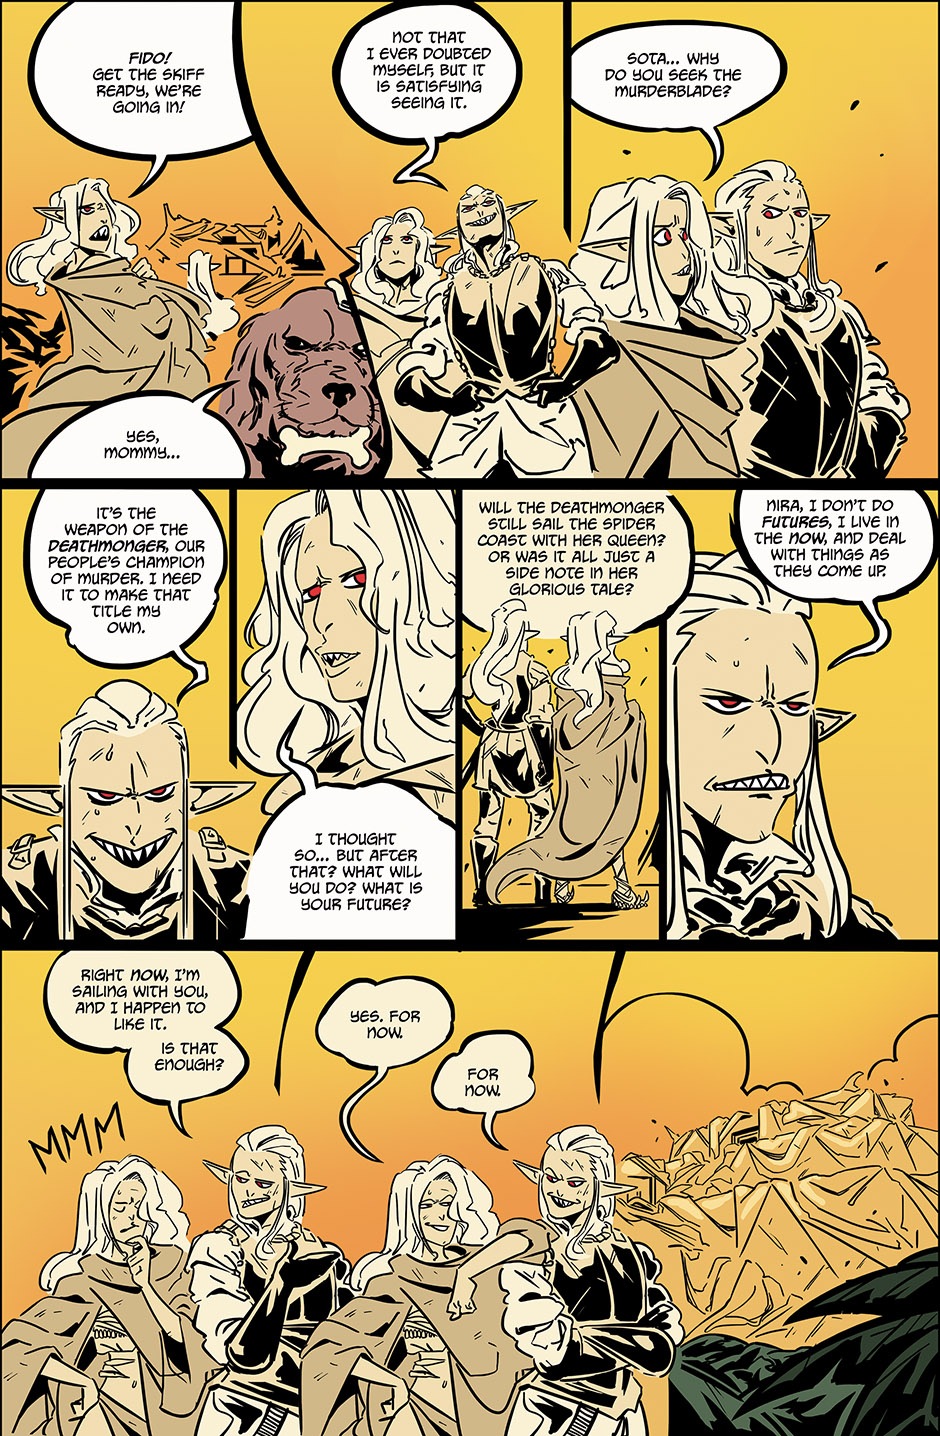 FIDO!
GET THE SKIFF
READY, WE'RE
GOING IN!
YES,
MOMMY...
NOT THAT
I EVER DOUBTED
MYSELF, BUT IT
IS SATISFYING
SEEING IT.
SOTA... WHY
DO YOU SEEK THE
MURDERBLADE?
IT'S THE
WEAPON OF THE
DEATHMONGER, OUR
PEOPLE'S CHAMPION
OF MURDER. I NEED
IT TO MAKE THAT
TITLE MY
OWN.
I THOUGHT
SO... BUT AFTER
THAT? WHAT WILL
YOU DO? WHAT IS
YOUR FUTURE?
WILL THE DEATHMONGER
STILL SAIL THE SPIDER
COAST WITH HER QUEEN?
OR WAS IT ALL JUST A
SIDE NOTE IN HER
GLORIOUS TALE?
NIRA, I DON'T DO
FUTURES, I LIVE IN
THE NOW, AND DEAL
WITH THINGS AS
THEY COME UP.
RIGHT NOW, I'M
SAILING WITH YOU,
AND I HAPPEN TO
LIKE IT.
IS THAT
ENOUGH?
MMM
YES. FOR
NOW.
FOR
NOW.